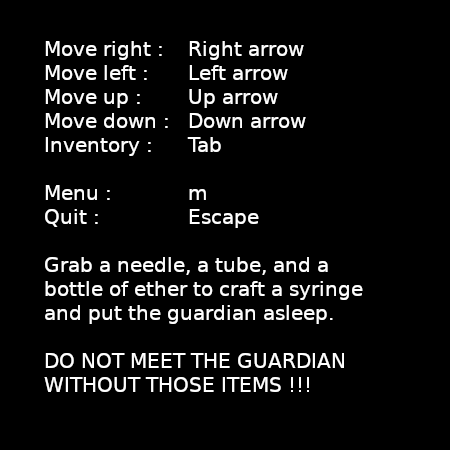 Move right : Right arrow
Move left : Left arrow
Move up : Up arrow
Move down : Down arrow
Inventory : Tab
Menu : m
Quit : Escape
Grab a needle, a tube, and a
bottle of ether to craft a syringe
and put the guardian asleep.
DO NOT MEET THE GUARDIAN
WITHOUT THOSE ITEMS !!!